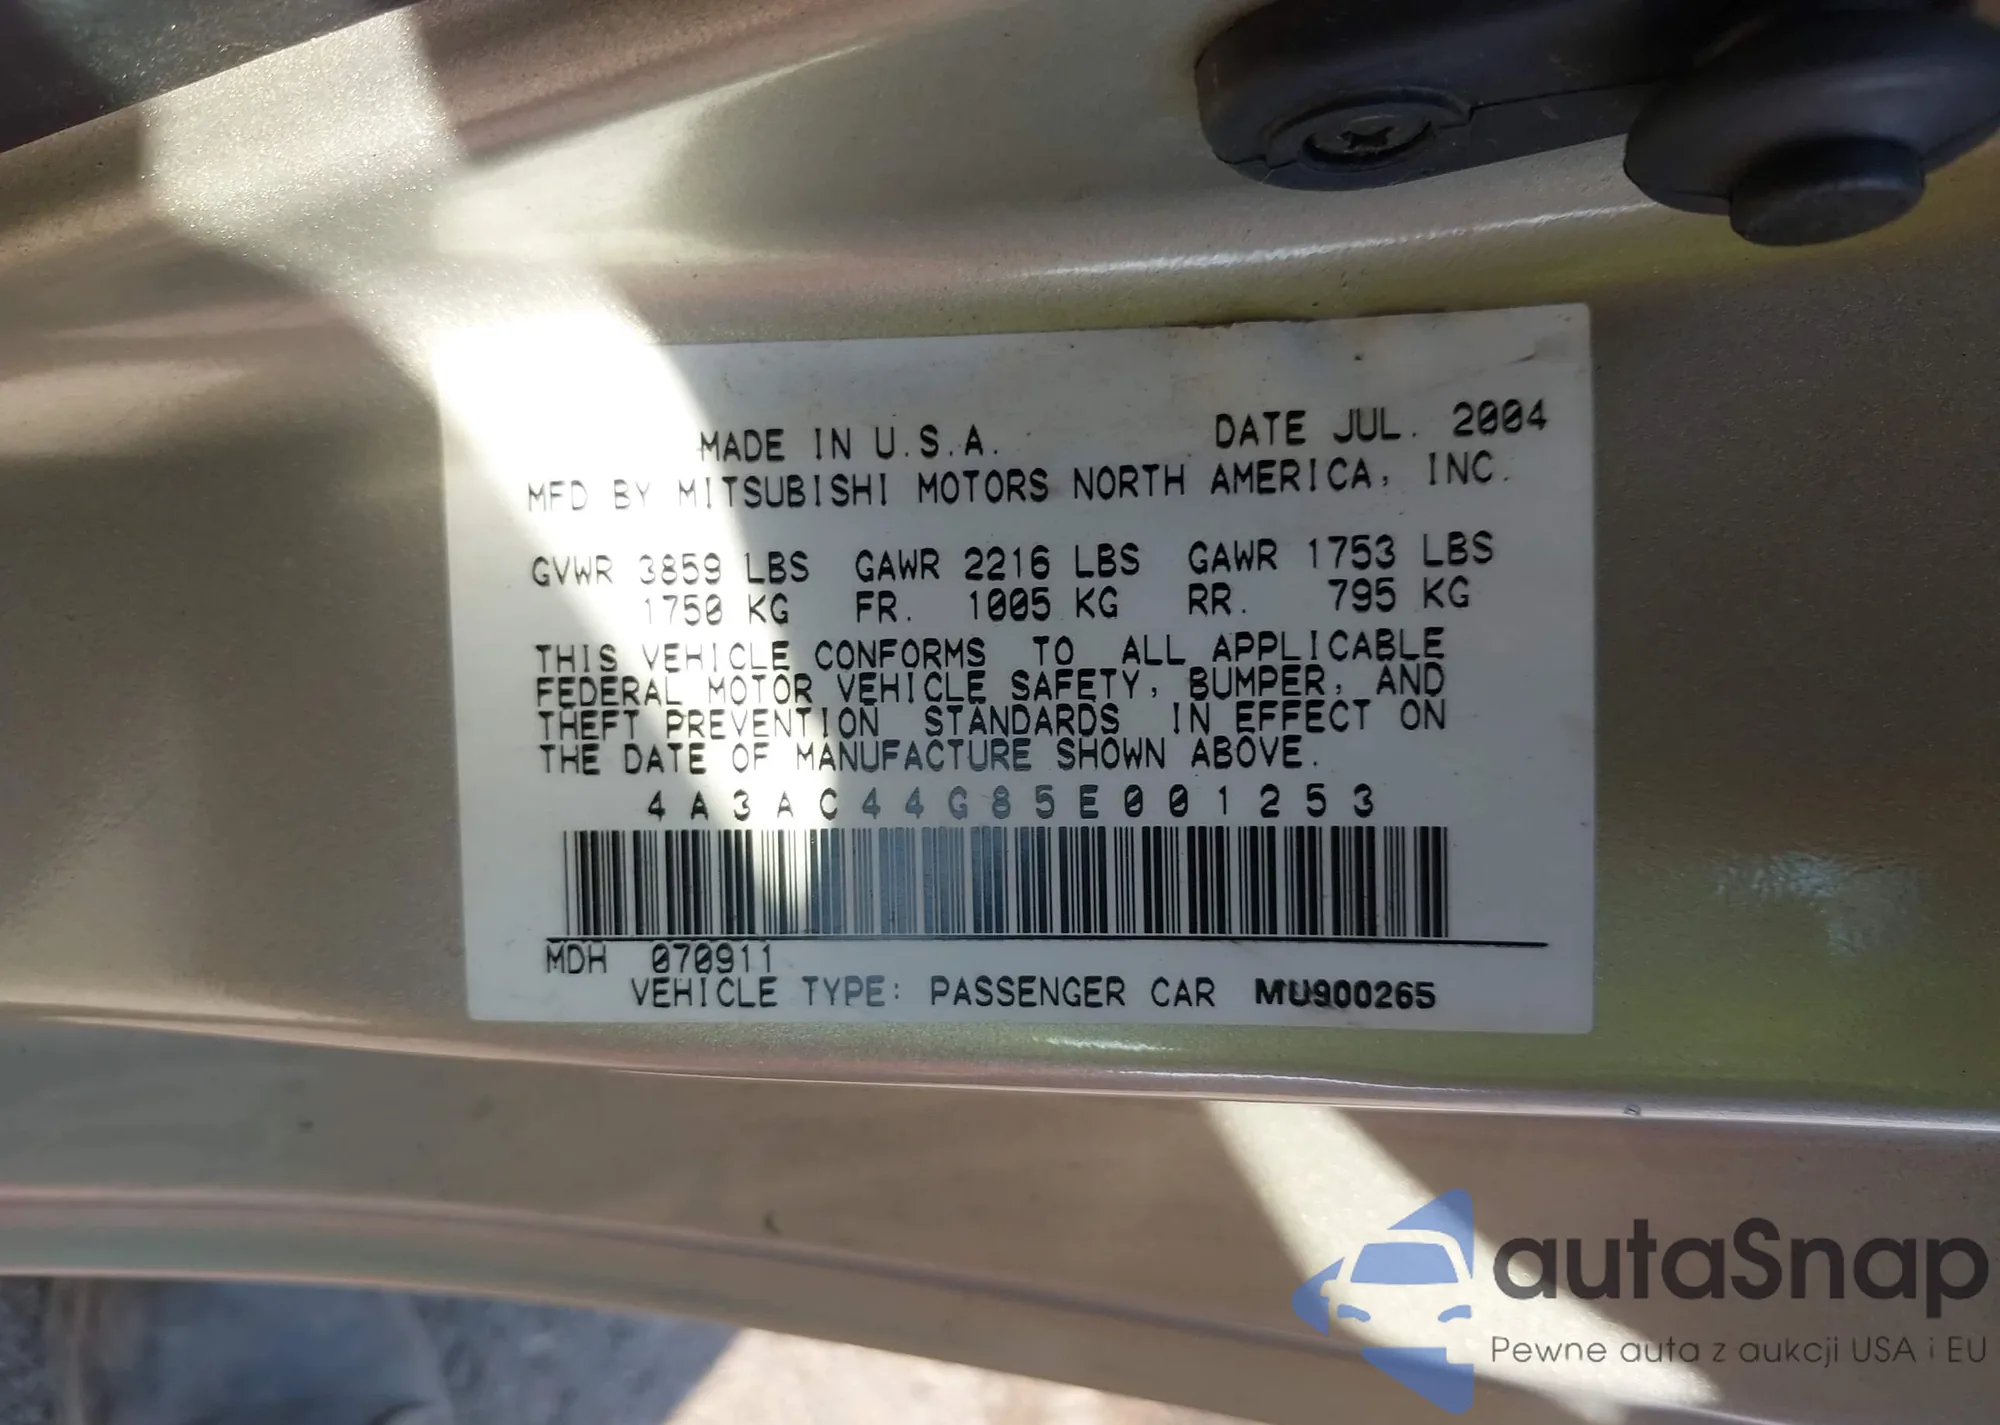 MADE IN U.S.A. DATE JUL. 2004
MFD BY MITSUBISHI MOTORS NORTH AMERICA, INC.
GVWR 3859 LBS GAWR 2216 LBS GAWR 1753 LBS
1750 KG FR. 1005 KG RR. 795 KG
THIS VEHICLE CONFORMS TO ALL APPLICABLE
FEDERAL MOTOR VEHICLE SAFETY, BUMPER, AND
THEFT PREVENTION STANDARDS IN EFFECT ON
THE DATE OF MANUFACTURE SHOWN ABOVE.
4A3AC44G85E001253
MDH 070911
VEHICLE TYPE: PASSENGER CAR MU900265
autaSnap
Pewne auta z aukcji USA i EU